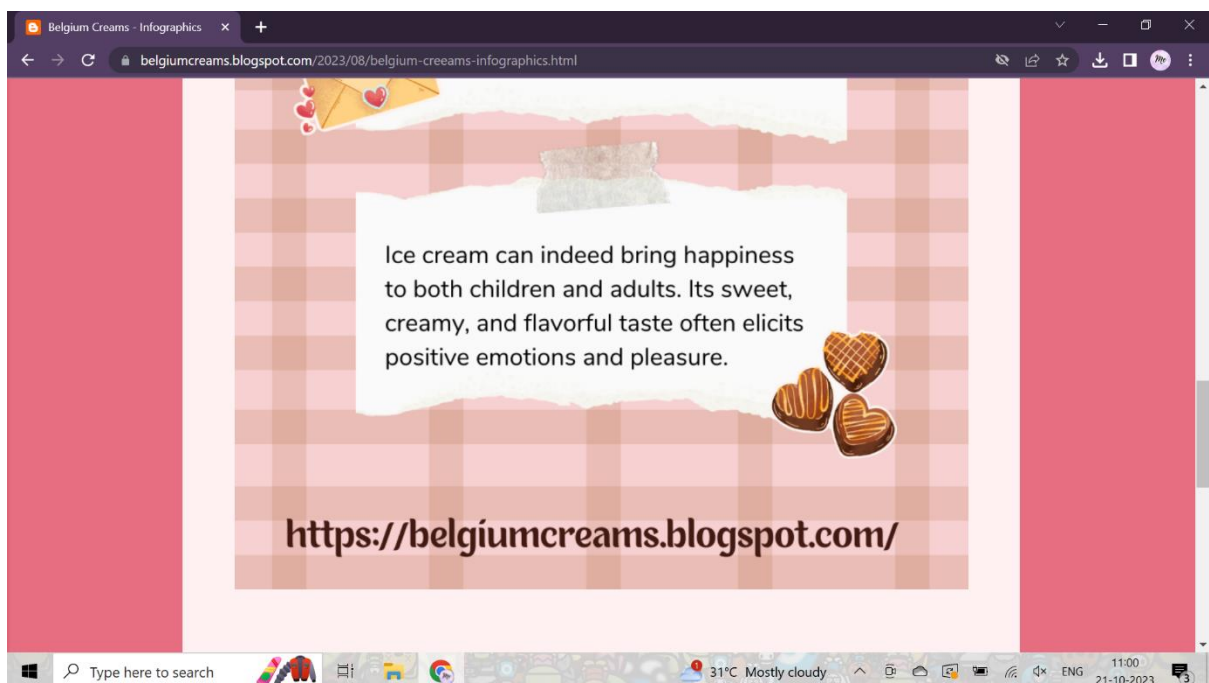 Belgium Creams - Infographics
belgiumcreams.blogspot.com/2023/08/belgium-creeams-infographics.html
Ice cream can indeed bring happiness
to both children and adults. Its sweet,
creamy, and flavorful taste often elicits
positive emotions and pleasure.
https://belgiumcreams.blogspot.com/
Type here to search
31°C Mostly cloudy
ENG
11:00
21-10-2023
3